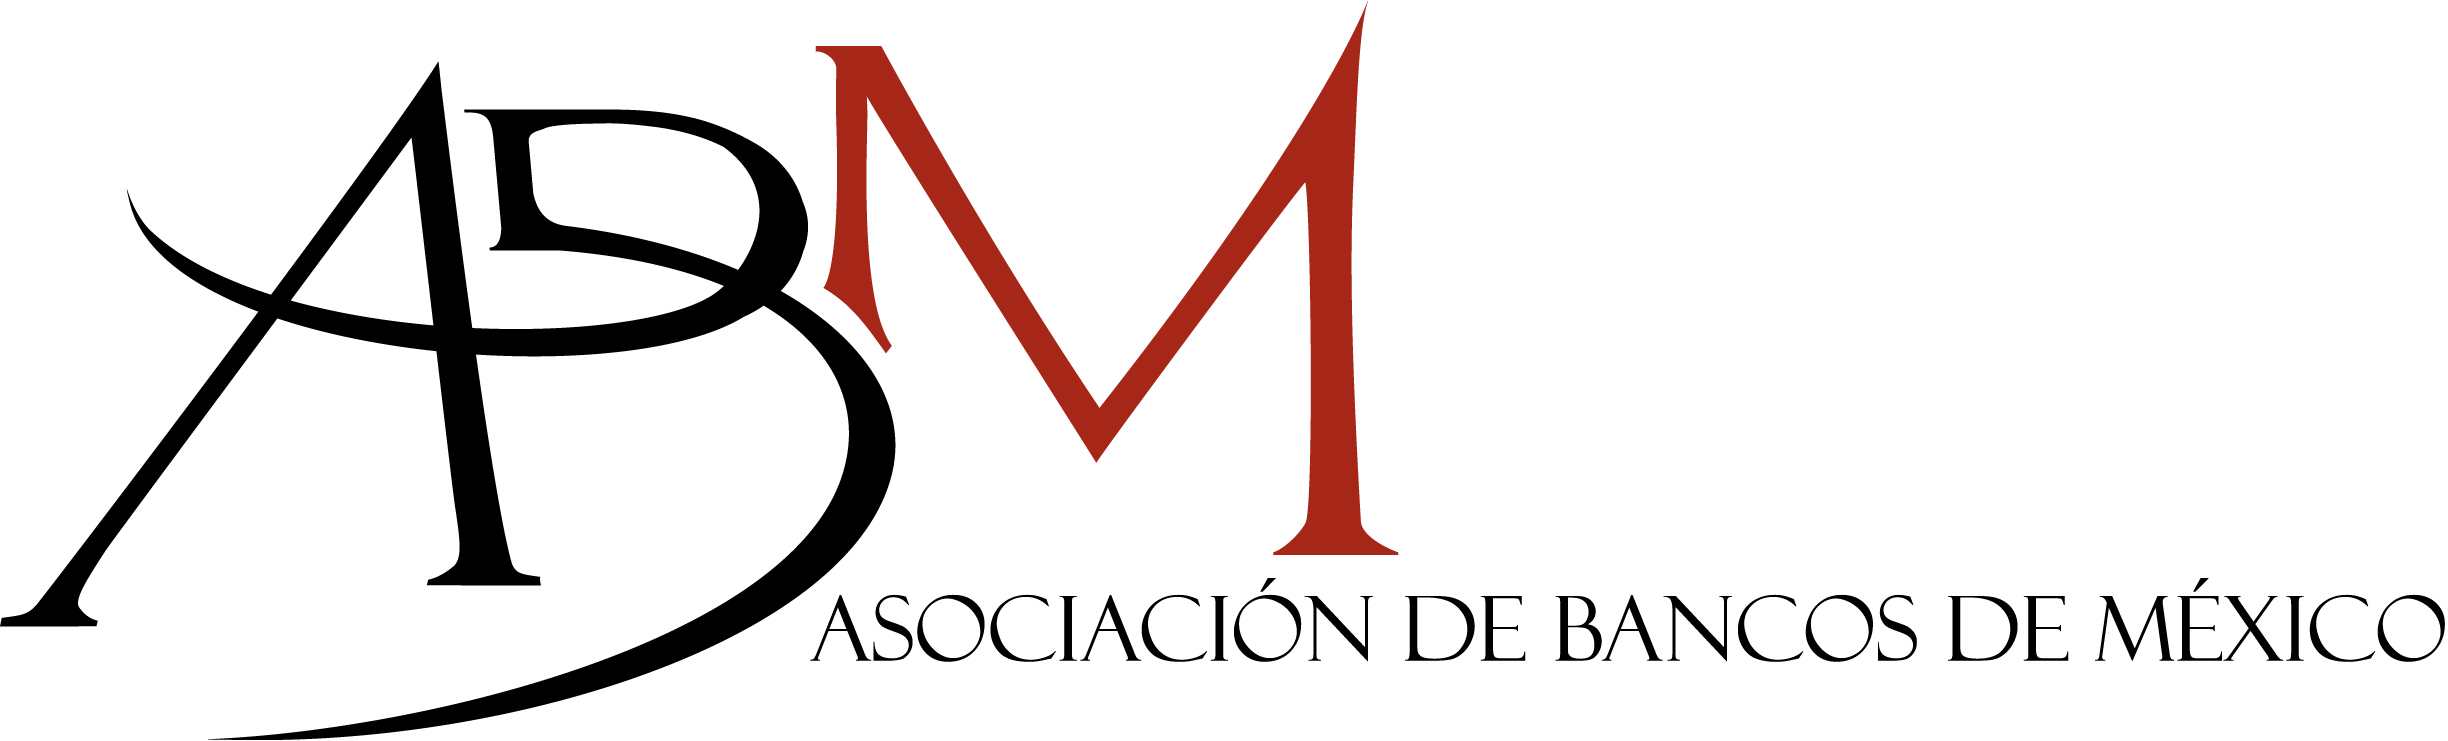 ABM
ASOCIACIÓN DE BANCOS DE MÉXICO